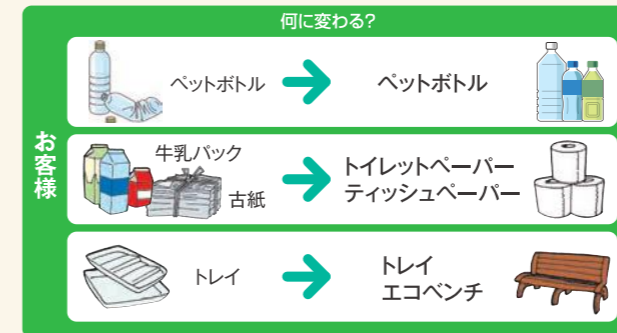 何に変わる?
お客様
ペットボトル
ペットボトル
牛乳パック
古紙
トイレットペーパー
ティッシュペーパー
トレイ
トレイ
エコベンチ